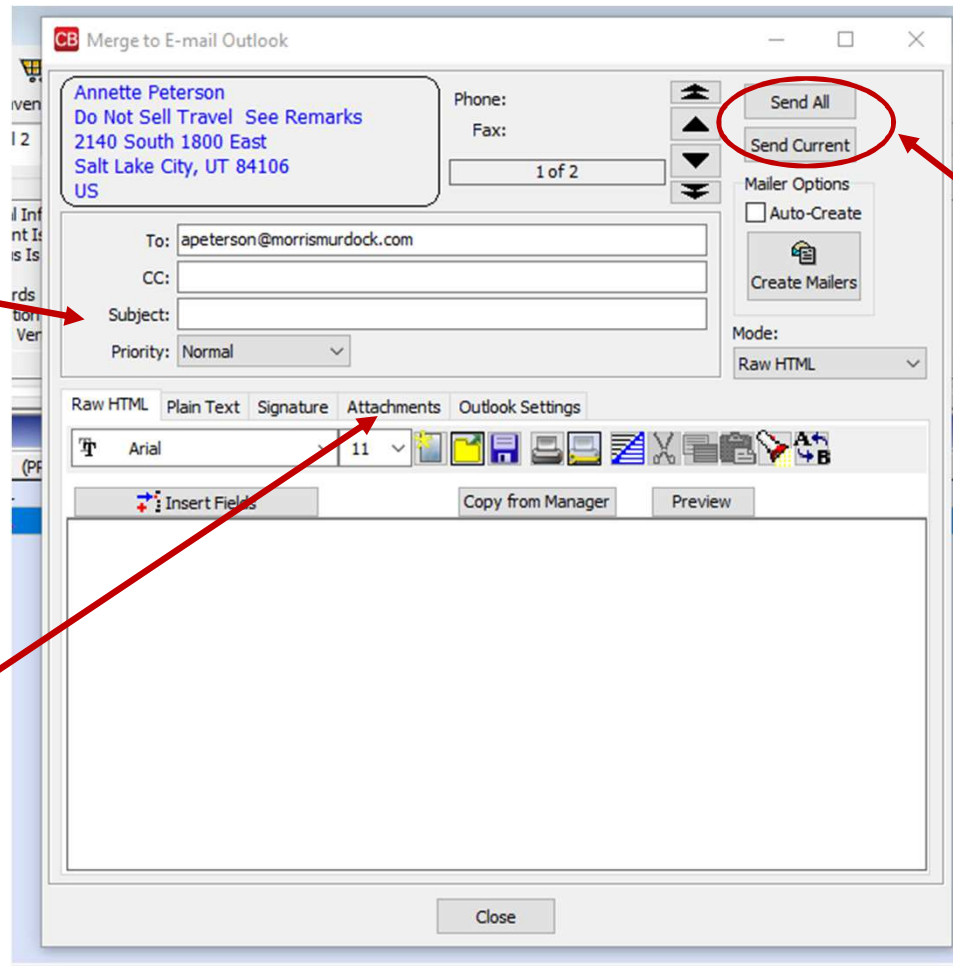 CB Merge to E-mail Outlook
Annette Peterson
Do Not Sell Travel See Remarks
2140 South 1800 East
Salt Lake City, UT 84106
US
Phone:
Fax:
1 of 2
Send All
Send Current
Mailer Options
Auto-Create
Create Mailers
To: apeterson@morrismurdock.com
CC:
Subject:
Priority: Normal
Mode:
Raw HTML
Raw HTML Plain Text Signature Attachments Outlook Settings
Arial 11
Insert Fields Copy from Manager Preview
Close